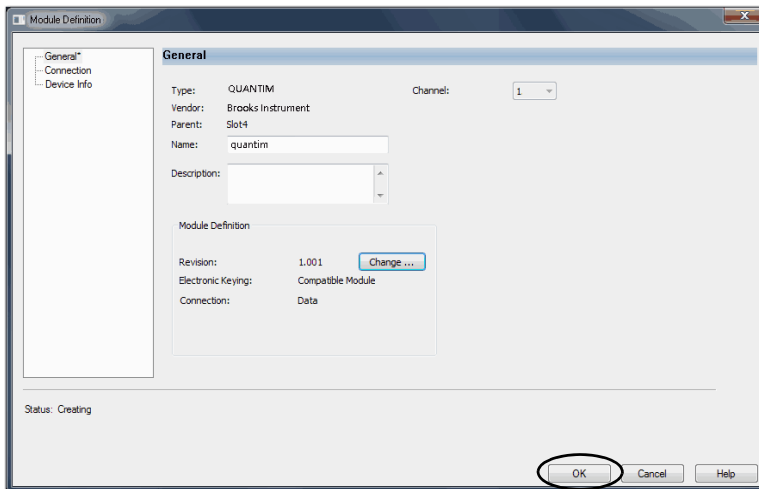 Module Definition
General*
Connection
Device Info
General
Type: QUANTIM Channel: 1
Vendor: Brooks Instrument
Parent: Slot4
Name: quantim
Description:
Module Definition
Revision: 1.001 Change ...
Electronic Keying: Compatible Module
Connection: Data
Status: Creating
OK Cancel Help